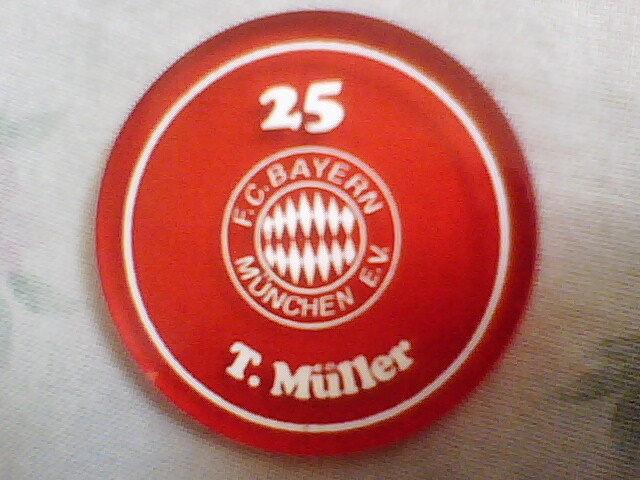 25
F.C. BAYERN
MÜNCHEN E.V.
T. Müller